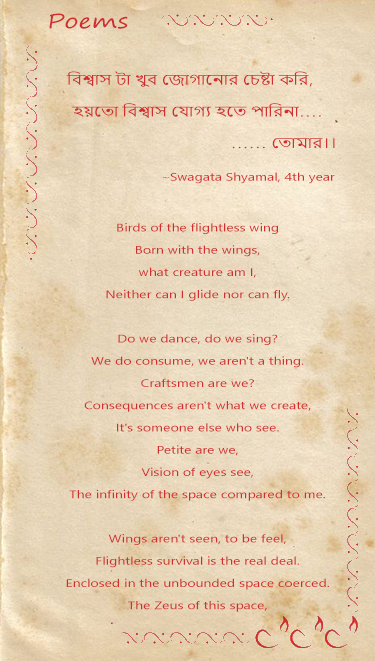 Poems
বিশ্বাস টা খুব জোগানোর চেষ্টা করি,
হয়তো বিশ্বাস যোগ্য হতে পারিনা....
...... তোমার।।
~Swagata Shyamal, 4th year
Birds of the flightless wing
Born with the wings,
what creature am I,
Neither can I glide nor can fly.
Do we dance, do we sing?
We do consume, we aren't a thing.
Craftsmen are we?
Consequences aren't what we create,
It's someone else who see.
Petite are we,
Vision of eyes see,
The infinity of the space compared to me.
Wings aren't seen, to be feel,
Flightless survival is the real deal.
Enclosed in the unbounded space coerced.
The Zeus of this space,